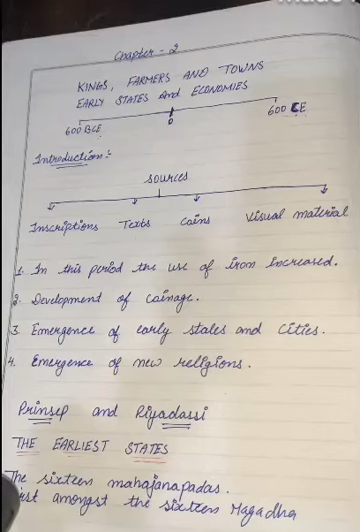 Chapter - 2
KINGS, FARMERS AND TOWNS
EARLY STATES and ECONOMIES
600 BCE 0 600 CE
Introduction:-
Sources
Inscriptions Texts Coins Visual material
1. In this period the use of iron increased.
2. Development of coinage.
3. Emergence of early states and cities.
4. Emergence of new religions.
Prinsep and Piyadassi
THE EARLIEST STATES
The sixteen mahajanapadas.
amongst the sixteen Magadha